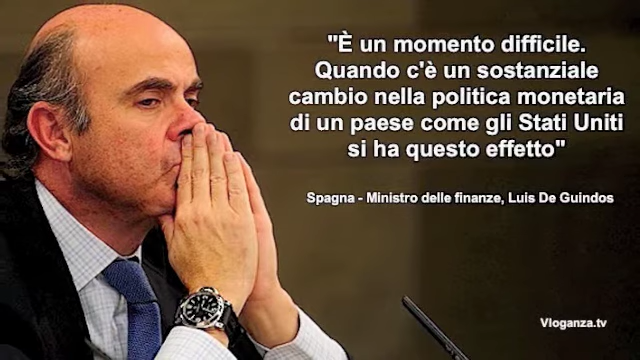 "È un momento difficile.
Quando c'è un sostanziale
cambio nella politica monetaria
di un paese come gli Stati Uniti
si ha questo effetto"
Spagna - Ministro delle finanze, Luis De Guindos
Vloganza.tv